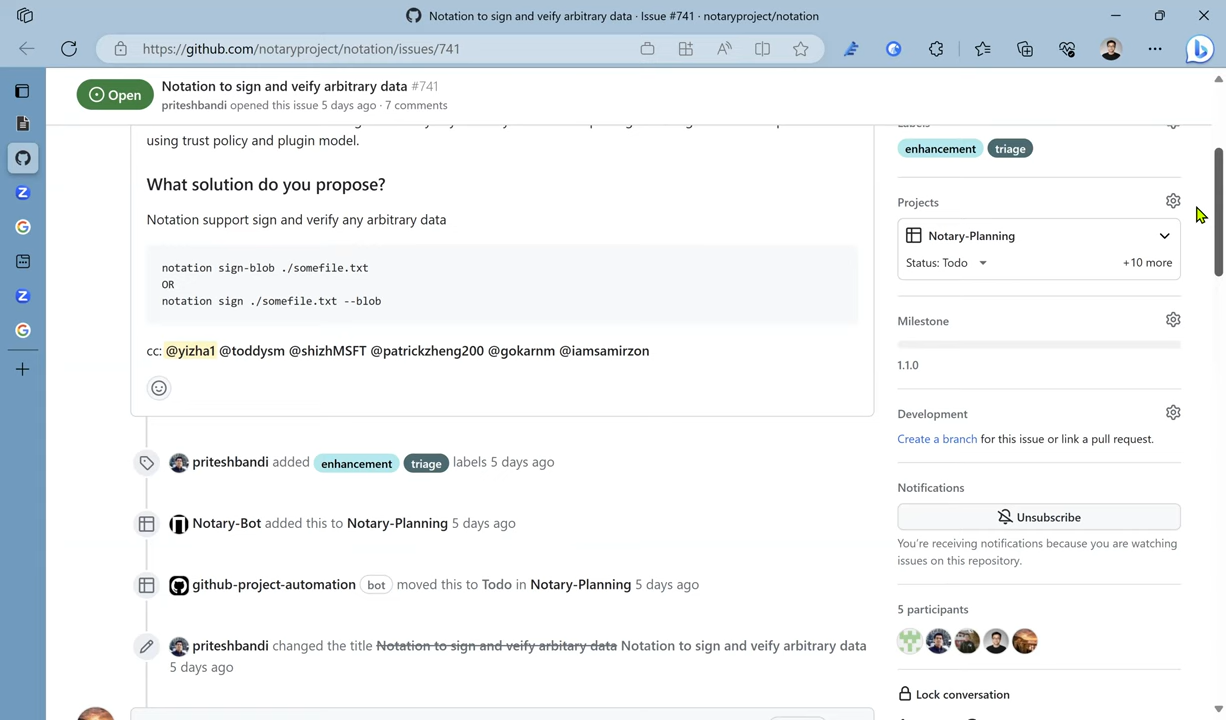 Notation to sign and veify arbitrary data · Issue #741 · notaryproject/notation
https://github.com/notaryproject/notation/issues/741
Open
Notation to sign and veify arbitrary data #741
priteshbandi opened this issue 5 days ago · 7 comments
using trust policy and plugin model.
What solution do you propose?
Notation support sign and verify any arbitrary data
notation sign-blob ./somefile.txt
OR
notation sign ./somefile.txt --blob
cc: @yizha1 @toddysm @shizhMSFT @patrickzheng200 @gokarnm @iamsamirzon
priteshbandi added enhancement triage labels 5 days ago
Notary-Bot added this to Notary-Planning 5 days ago
github-project-automation bot moved this to Todo in Notary-Planning 5 days ago
priteshbandi changed the title Notation to sign and veify arbitary data Notation to sign and veify arbitrary data
5 days ago
Labels
enhancement triage
Projects
Notary-Planning
Status: Todo +10 more
Milestone
1.1.0
Development
Create a branch for this issue or link a pull request.
Notifications
Unsubscribe
You're receiving notifications because you are watching
issues on this repository.
5 participants
Lock conversation